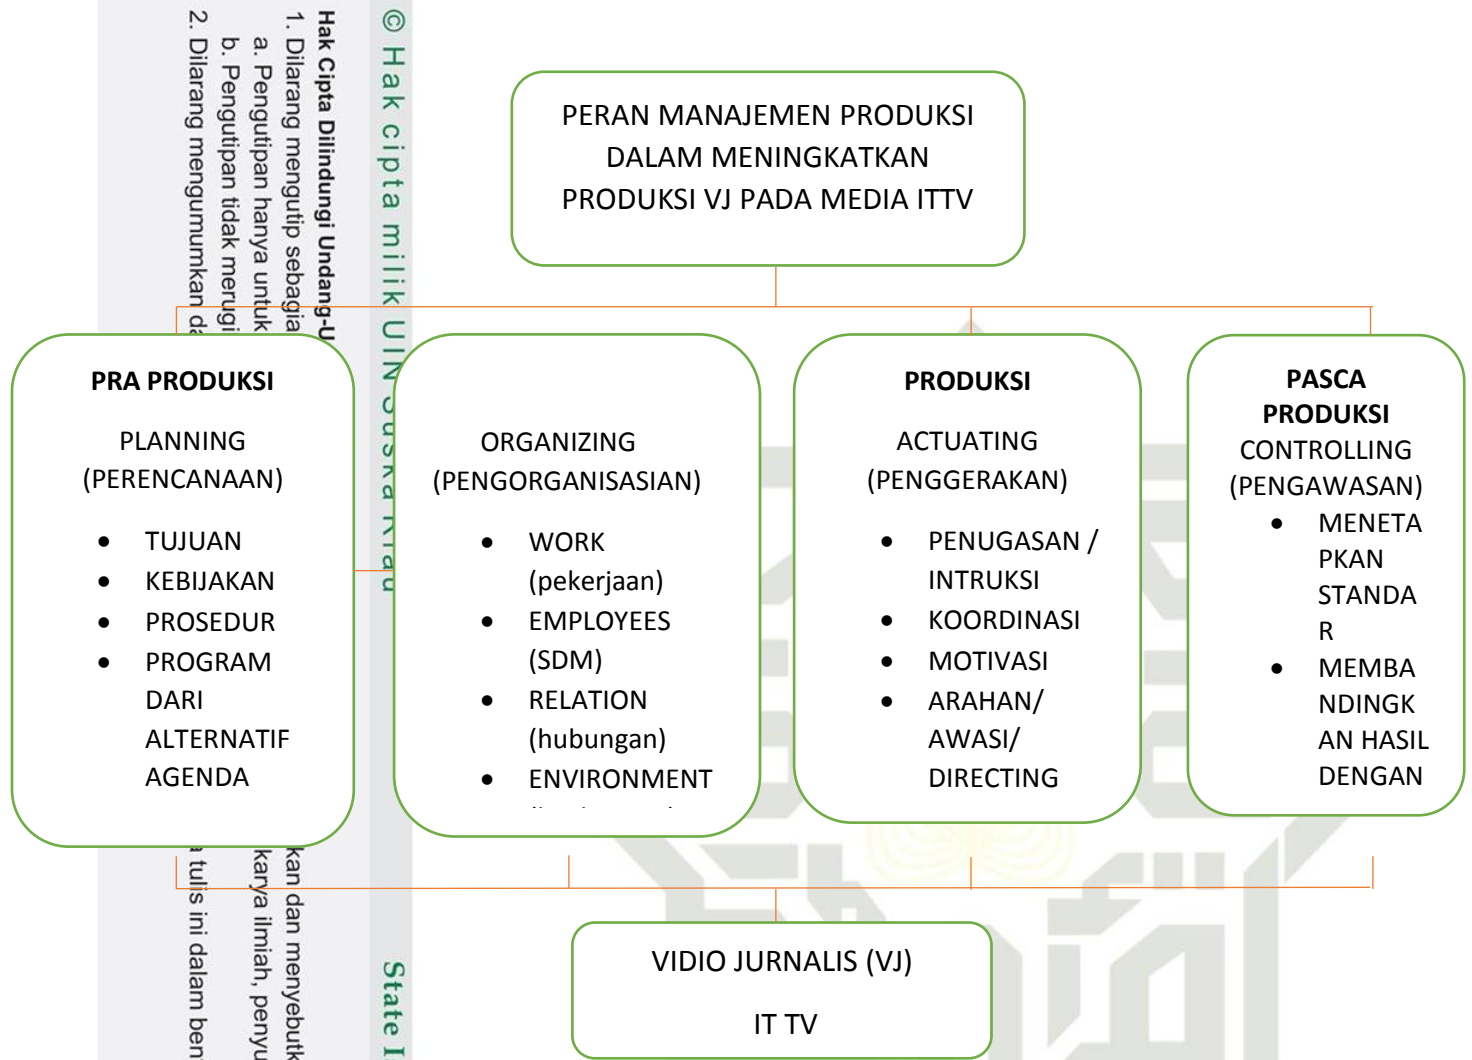 © Hak cipta milik UIN Suska Riau
State
Hak Cipta Dilindungi Undang-U
1. Dilarang mengutip sebagia
kan dan menyebutk
a. Pengutipan hanya untuk
karya ilmiah, penyu
b. Pengutipan tidak merugi
2. Dilarang mengumumkan da
tulis ini dalam ben
PERAN MANAJEMEN PRODUKSI
DALAM MENINGKATKAN
PRODUKSI VJ PADA MEDIA ITTV
PRA PRODUKSI
PLANNING
(PERENCANAAN)
• TUJUAN
• KEBIJAKAN
• PROSEDUR
• PROGRAM
DARI
ALTERNATIF
AGENDA
ORGANIZING
(PENGORGANISASIAN)
• WORK
(pekerjaan)
• EMPLOYEES
(SDM)
• RELATION
(hubungan)
• ENVIRONMENT
PRODUKSI
ACTUATING
(PENGGERAKAN)
• PENUGASAN /
INTRUKSI
• KOORDINASI
• MOTIVASI
• ARAHAN/
AWASI/
DIRECTING
PASCA
PRODUKSI
CONTROLLING
(PENGAWASAN)
• MENETA
PKAN
STANDA
R
• MEMBA
NDINGK
AN HASIL
DENGAN
VIDIO JURNALIS (VJ)
IT TV